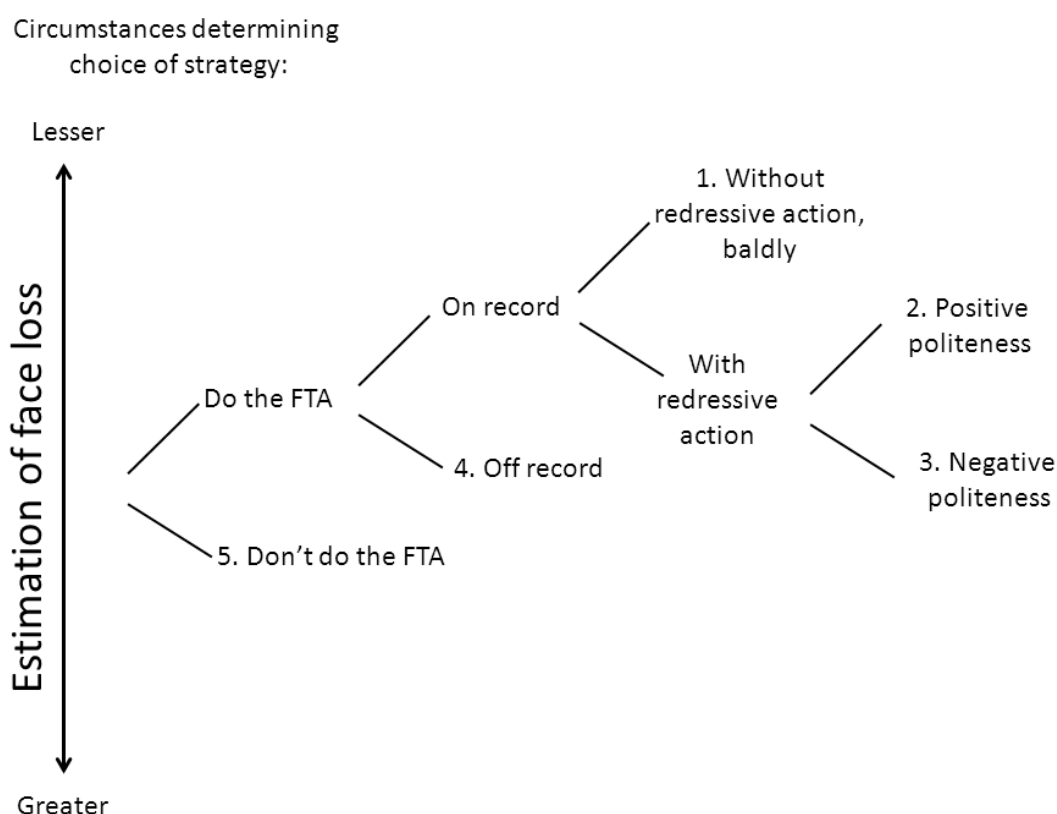 Circumstances determining
choice of strategy:
Lesser
Estimation of face loss
Greater
Do the FTA
5. Don't do the FTA
On record
4. Off record
1. Without
redressive action,
baldly
With
redressive
action
2. Positive
politeness
3. Negative
politeness